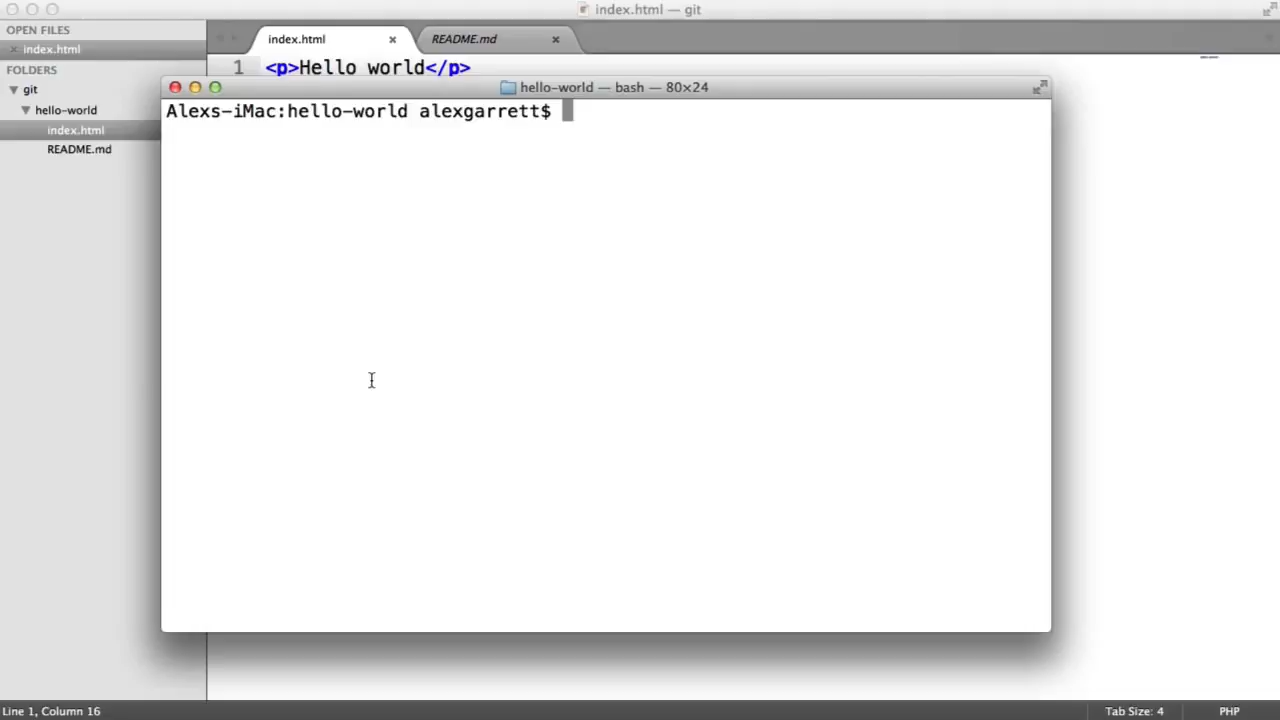 index.html — git
OPEN FILES
index.html
FOLDERS
git
hello-world
index.html
README.md
index.html
README.md
1 <p>Hello world</p>
hello-world — bash — 80×24
Alexs-iMac:hello-world alexgarrett$
Line 1, Column 16
Tab Size: 4
PHP